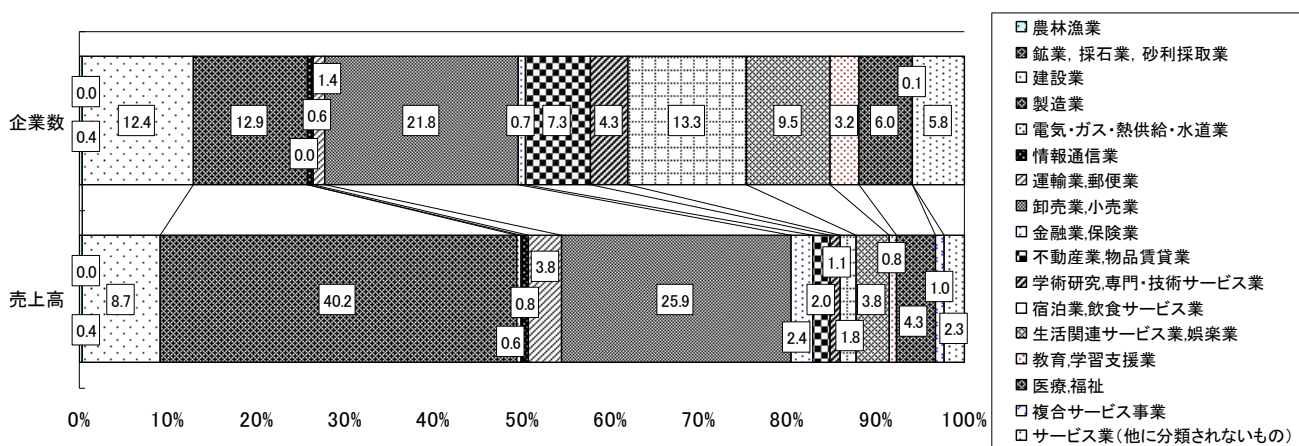 企業数
0.0
0.4
12.4
12.9
0.0
0.6
1.4
21.8
0.7
7.3
4.3
13.3
9.5
3.2
6.0
0.1
5.8
売上高
0.0
0.4
8.7
40.2
0.6
0.8
3.8
25.9
2.4
2.0
1.1
1.8
3.8
0.8
4.3
1.0
2.3
0% 10% 20% 30% 40% 50% 60% 70% 80% 90% 100%
農林漁業
鉱業, 採石業, 砂利採取業
建設業
製造業
電気・ガス・熱供給・水道業
情報通信業
運輸業,郵便業
卸売業,小売業
金融業,保険業
不動産業,物品賃貸業
学術研究,専門・技術サービス業
宿泊業,飲食サービス業
生活関連サービス業,娯楽業
教育,学習支援業
医療,福祉
複合サービス事業
サービス業(他に分類されないもの)